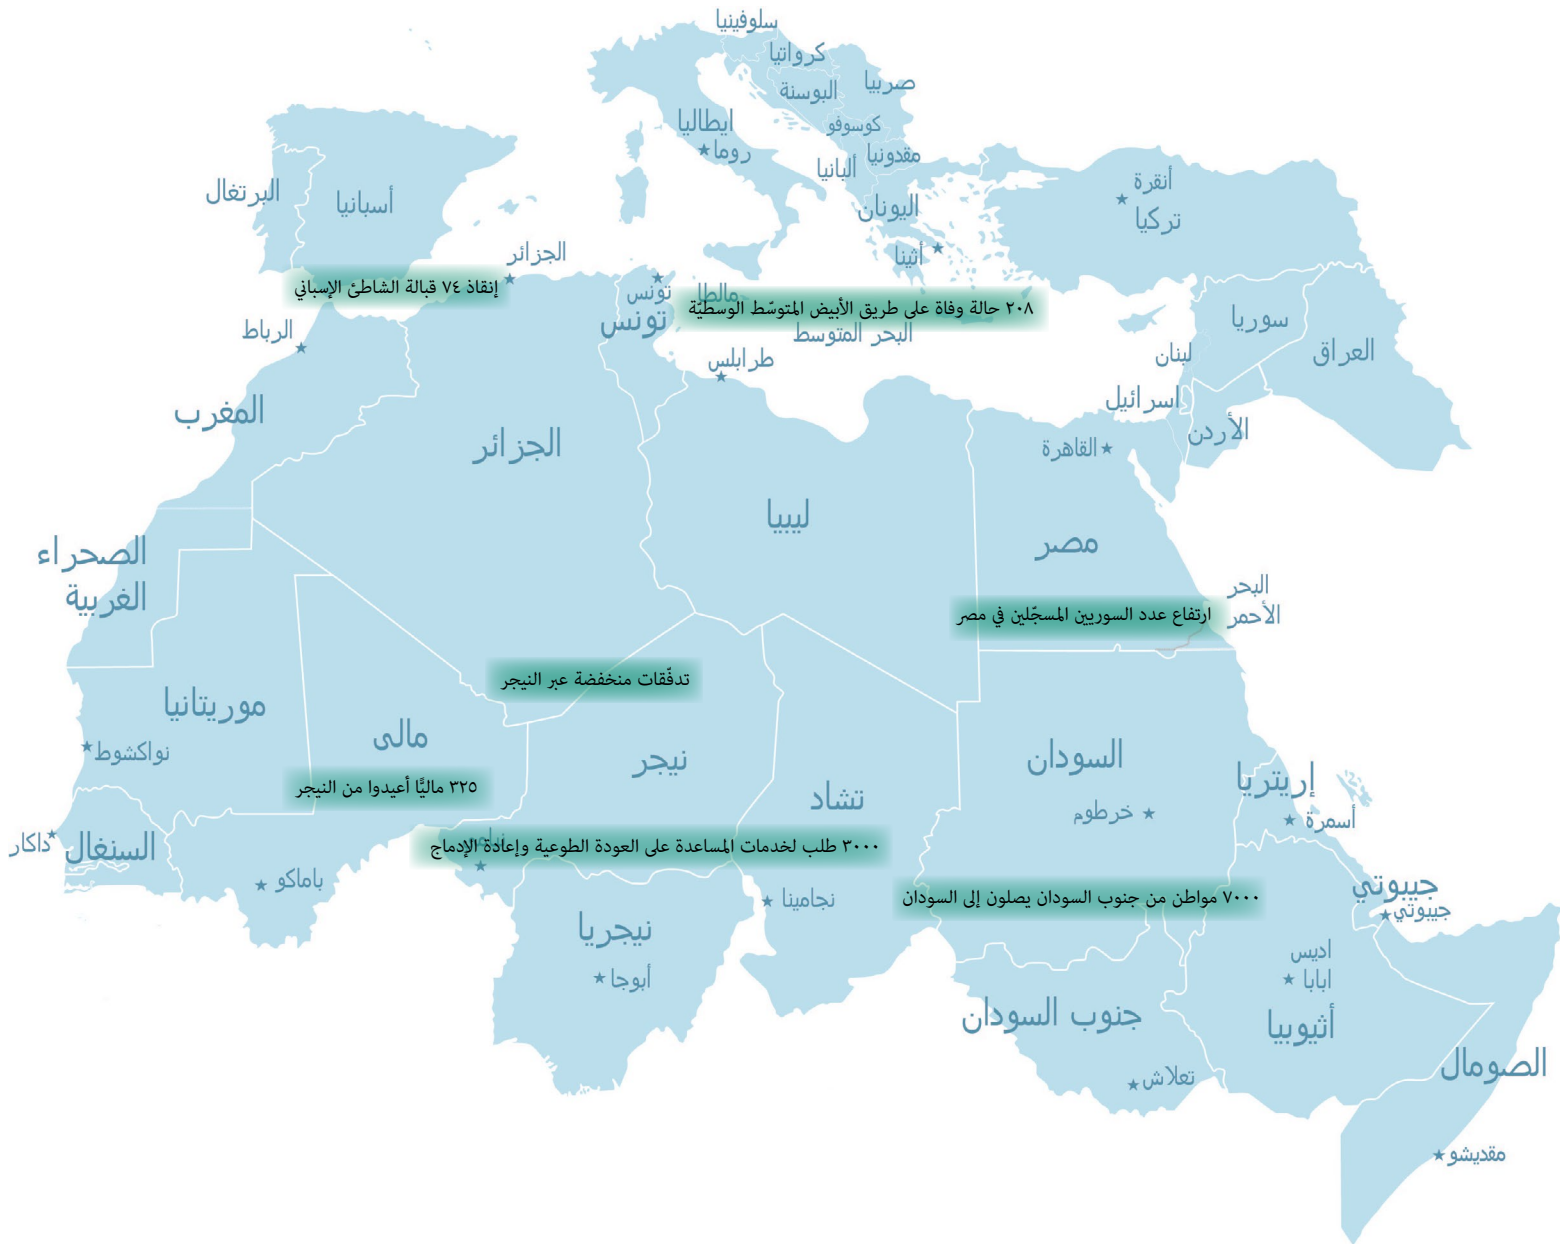 سلوفينيا
كرواتيا
صربيا
البوسنة
كوسوفو
ايطاليا
روما
مقدونيا
ألبانيا
أنقرة
تركيا
البرتغال
أسبانيا
اليونان
أثينا
الجزائر
إنقاذ ٧٤ قبالة الشاطئ الإسباني
تونس
مالطا
٢٠٨ حالة وفاة على طريق الأبيض المتوسّط الوسطيّة
تونس
سوريا
الرباط
البحر المتوسط
طرابلس
لبنان
العراق
المغرب
اسرائيل
الأردن
الجزائر
القاهرة
ليبيا
مصر
الصحراء
الغربية
البحر
الأحمر
ارتفاع عدد السوريين المسجّلين في مصر
تدفّقات منخفضة عبر النيجر
موريتانيا
مالى
نواكشوط
نيجر
السودان
إريتريا
٣٢٥ ماليًّا أعيدوا من النيجر
تشاد
خرطوم
أسمرة
داكار
السنغال
٣٠٠٠ طلب لخدمات المساعدة على العودة الطوعية وإعادة الإدماج
باماكو
نجامينا
٧٠٠٠ مواطن من جنوب السودان يصلون إلى السودان
جيبوتي
جيبوتي
نيجريا
أبوجا
اديس
ابابا
جنوب السودان
أثيوبيا
الصومال
تعلاش
مقديشو